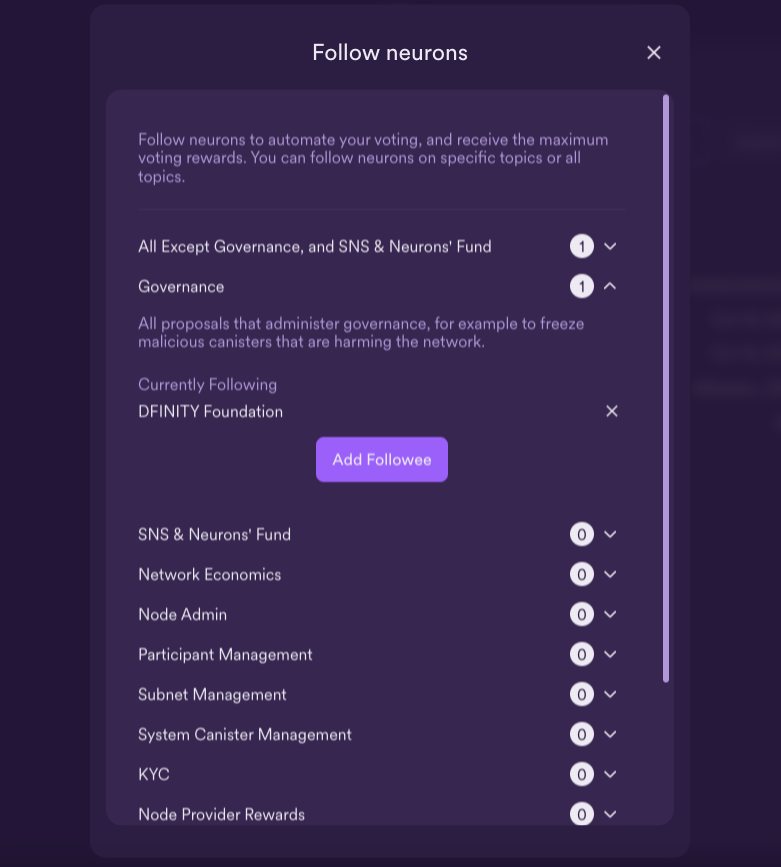 Follow neurons
Follow neurons to automate your voting, and receive the maximum
voting rewards. You can follow neurons on specific topics or all
topics.
All Except Governance, and SNS & Neurons' Fund 1
Governance 1
All proposals that administer governance, for example to freeze
malicious canisters that are harming the network.
Currently Following
DFINITY Foundation
Add Followee
SNS & Neurons' Fund 0
Network Economics 0
Node Admin 0
Participant Management 0
Subnet Management 0
System Canister Management 0
KYC 0
Node Provider Rewards 0